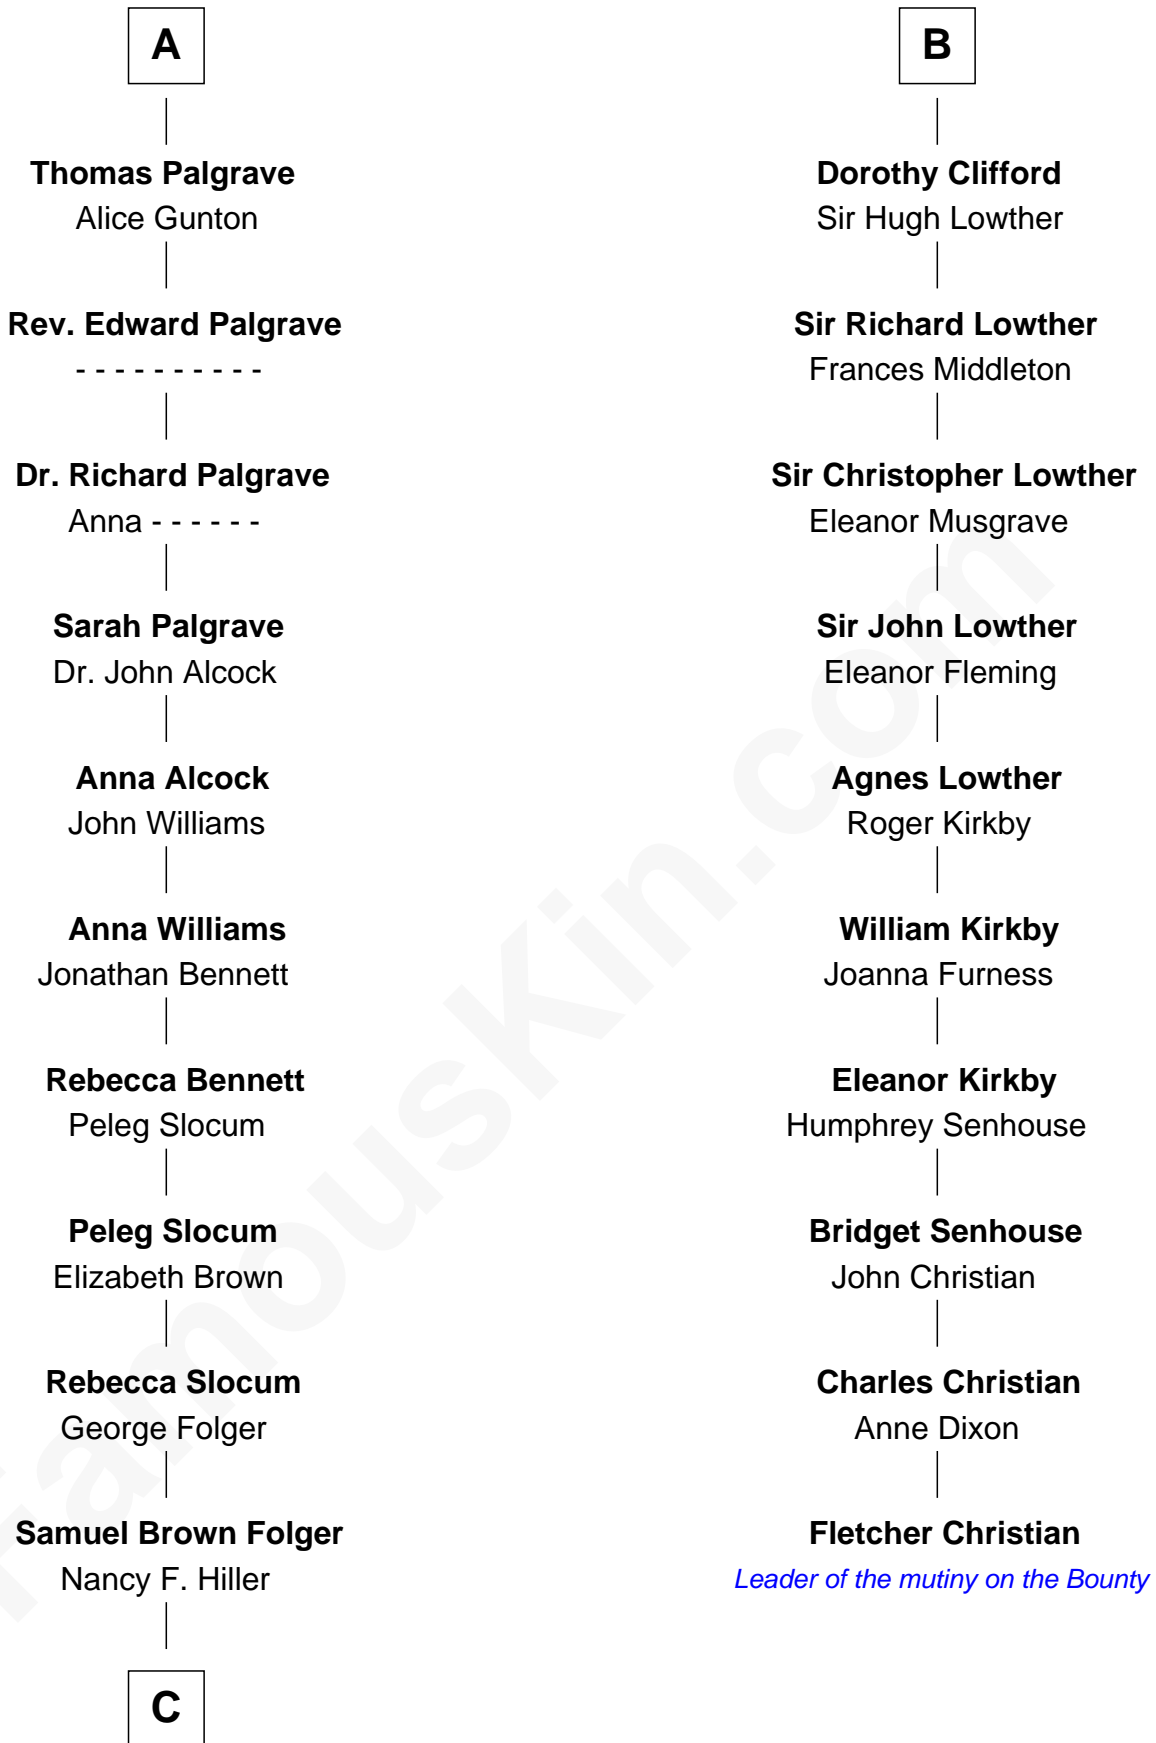 A
Thomas Palgrave
Alice Gunton
Rev. Edward Palgrave
- - - - - - - - - -
Dr. Richard Palgrave
Anna - - - - - -
Sarah Palgrave
Dr. John Alcock
Anna Alcock
John Williams
Anna Williams
Jonathan Bennett
Rebecca Bennett
Peleg Slocum
Peleg Slocum
Elizabeth Brown
Rebecca Slocum
George Folger
Samuel Brown Folger
Nancy F. Hiller
C
B
Dorothy Clifford
Sir Hugh Lowther
Sir Richard Lowther
Frances Middleton
Sir Christopher Lowther
Eleanor Musgrave
Sir John Lowther
Eleanor Fleming
Agnes Lowther
Roger Kirkby
William Kirkby
Joanna Furness
Eleanor Kirkby
Humphrey Senhouse
Bridget Senhouse
John Christian
Charles Christian
Anne Dixon
Fletcher Christian
Leader of the mutiny on the Bounty
FamousKin.com